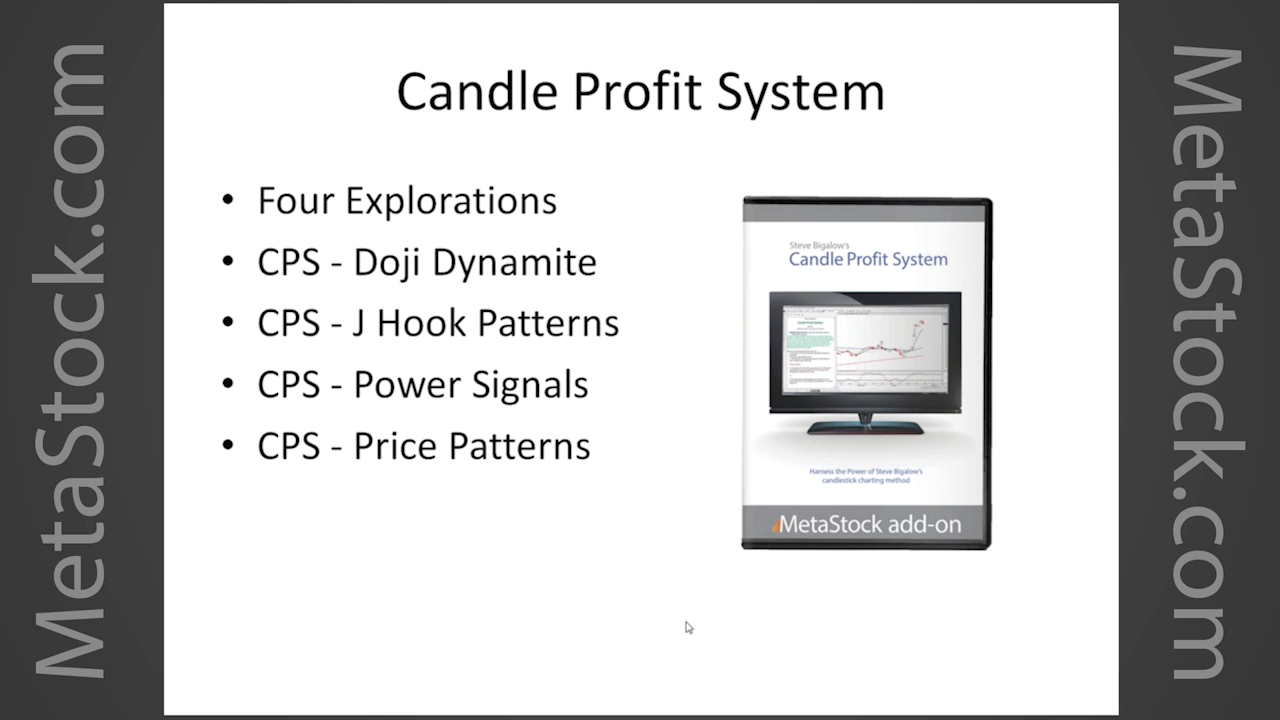 MetaStock.com
Candle Profit System
• Four Explorations
• CPS - Doji Dynamite
• CPS - J Hook Patterns
• CPS - Power Signals
• CPS - Price Patterns
Steve Bigalow's
Candle Profit System
Harness the Power of Steve Bigalow's
candlestick charting method
MetaStock add-on
MetaStock.com